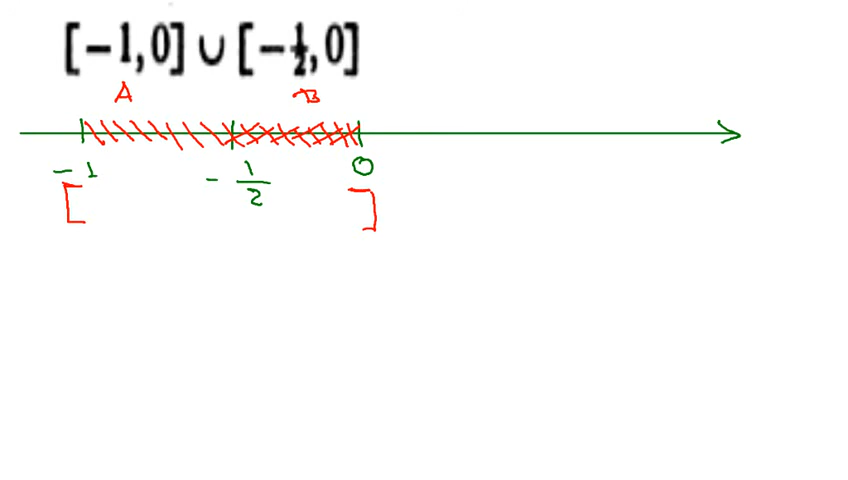 [-1,0] ∪ [-½,0]
A B
-1 -1/2 0
[ ]